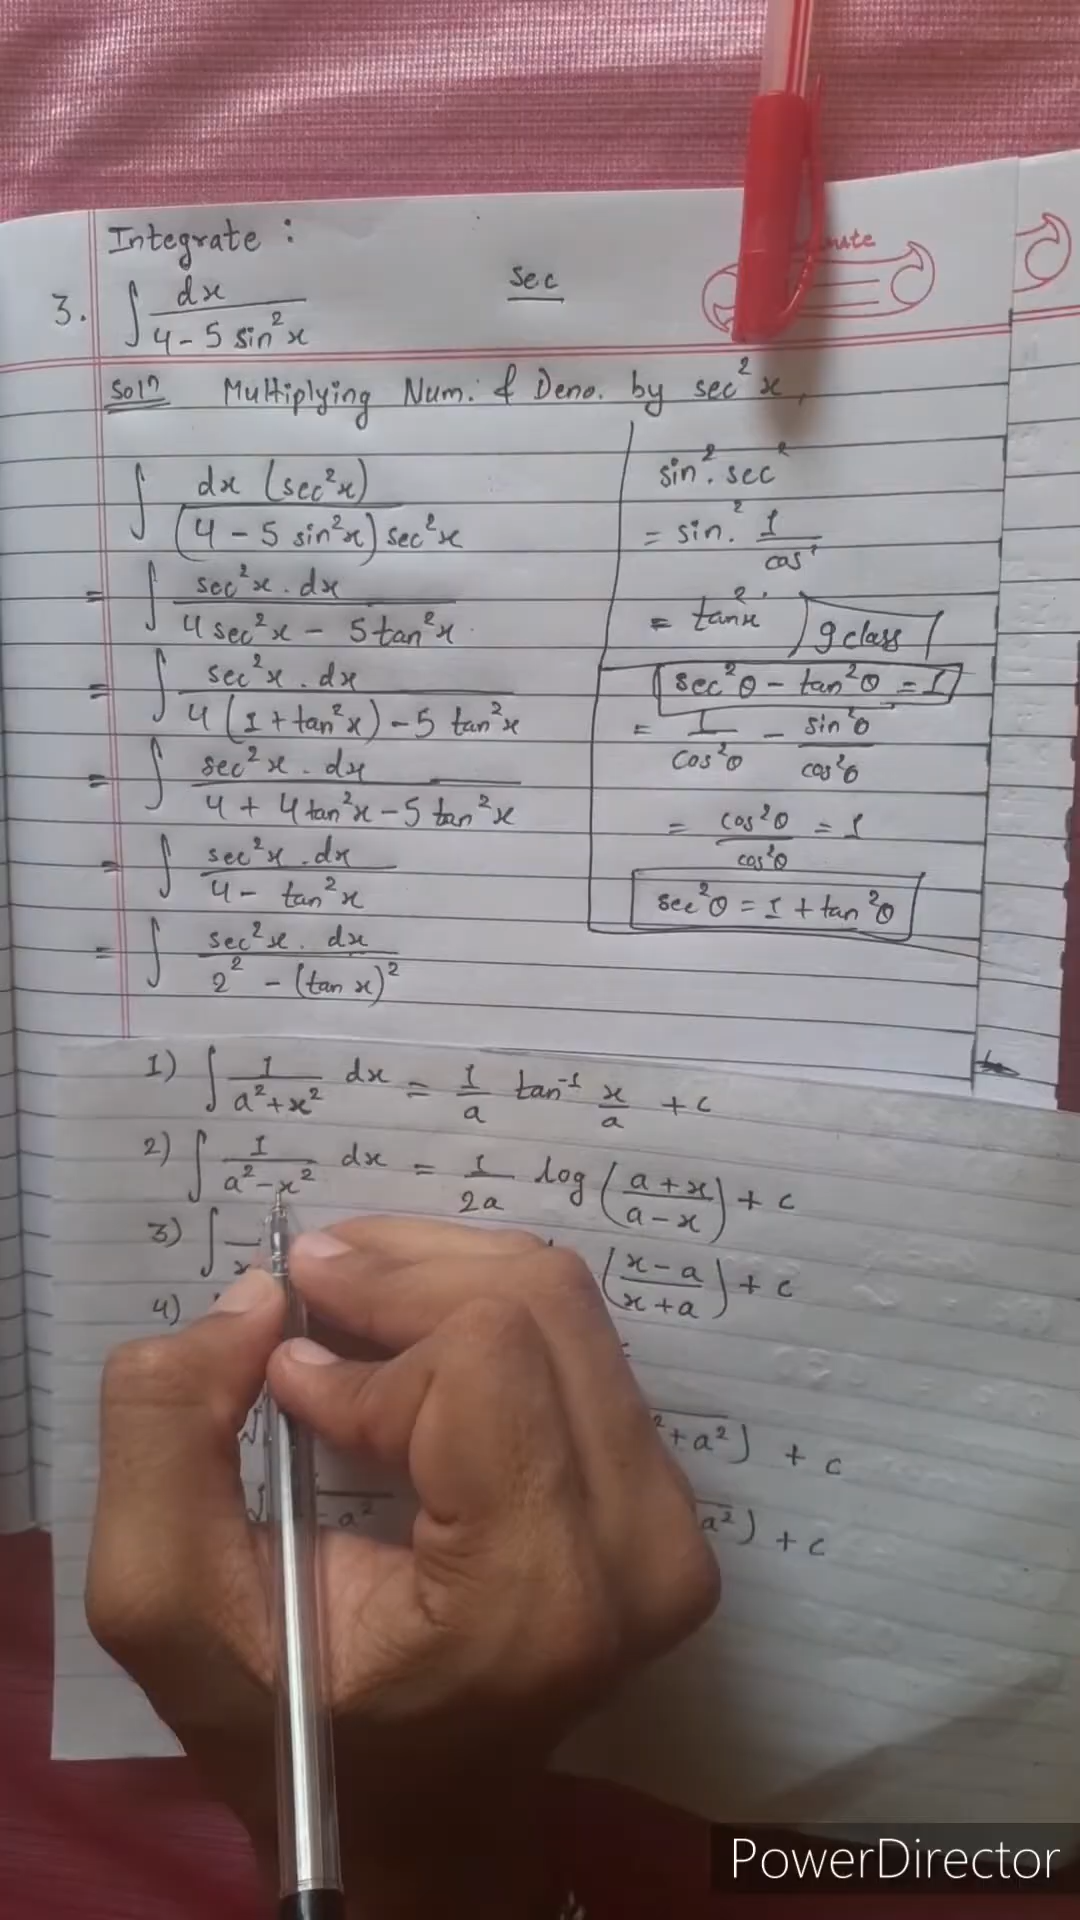 Integrate :
3. ∫ dx / 4 - 5 sin²x
sec
Solⁿ Multiplying Num. & Deno. by sec²x,
∫ dx (sec²x) / (4 - 5 sin²x) sec²x
= ∫ sec²x . dx / 4 sec²x - 5 tan²x
= ∫ sec²x . dx / 4 (1 + tan²x) - 5 tan²x
= ∫ sec²x . dx / 4 + 4 tan²x - 5 tan²x
= ∫ sec²x . dx / 4 - tan²x
= ∫ sec²x . dx / 2² - (tan x)²
sin² . sec²
= sin² . 1 / cos²
= tan²x
9 class
sec²θ - tan²θ = 1
= 1 / cos²θ - sin²θ / cos²θ
= cos²θ / cos²θ = 1
sec²θ = 1 + tan²θ
1) ∫ 1 / a² + x² dx = 1 / a tan⁻¹ x / a + c
2) ∫ 1 / a² - x² dx = 1 / 2a log (a + x / a - x) + c
3) ∫ (x - a / x + a) + c
4)
² + a²) + c
- a² a²) + c
PowerDirector